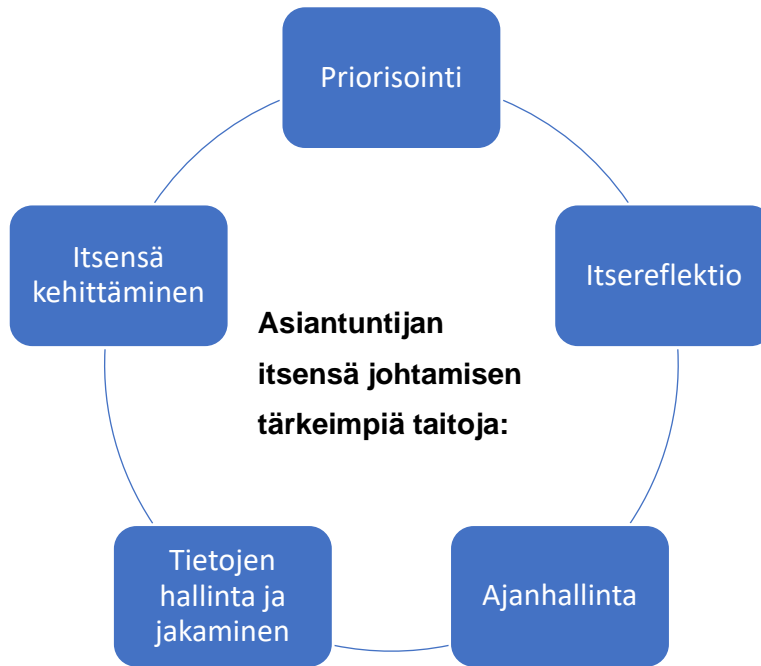 Priorisointi
Itsensä
kehittäminen
Itsereflektio
Asiantuntijan
itsensä johtamisen
tärkeimpiä taitoja:
Tietojen
hallinta ja
jakaminen
Ajanhallinta